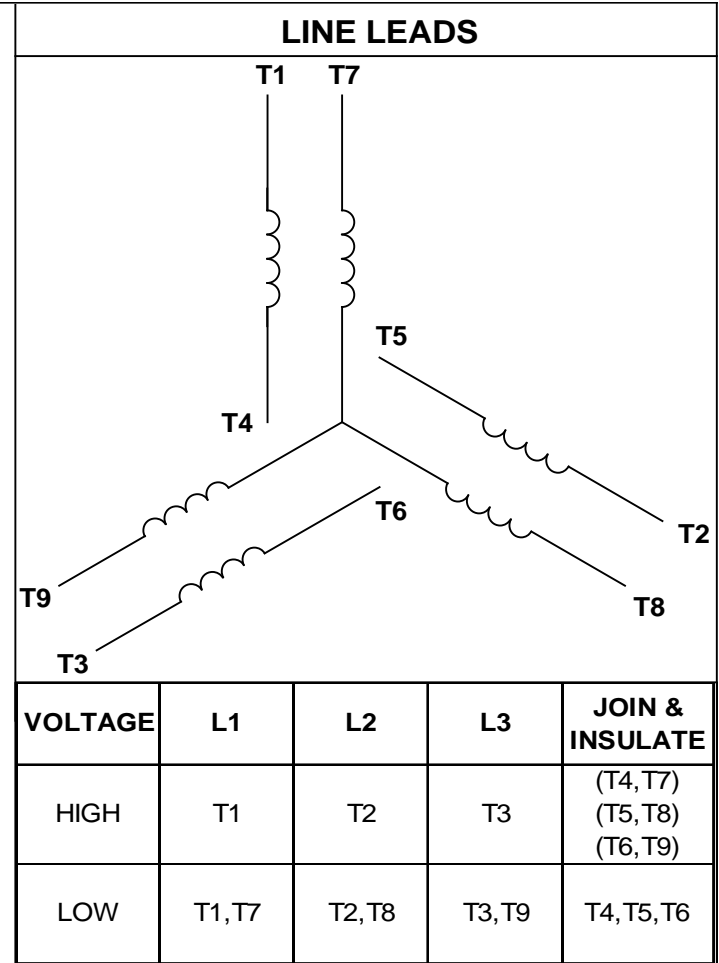 LINE LEADS
T1 T7
T5
T4
T6
T2
T9
T8
T3
VOLTAGE L1 L2 L3 JOIN & INSULATE
HIGH T1 T2 T3 (T4,T7)
(T5,T8)
(T6,T9)
LOW T1,T7 T2,T8 T3,T9 T4,T5,T6